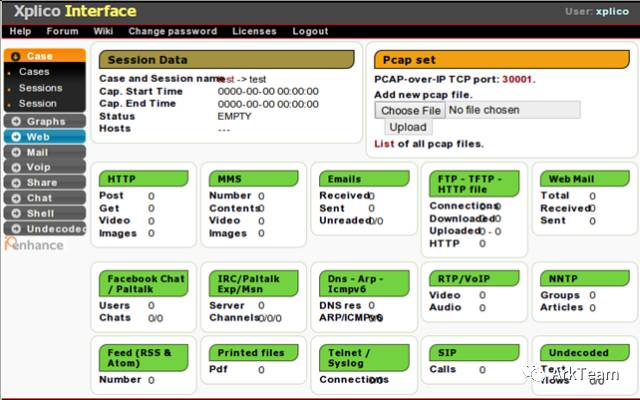 Xplico Interface
User: xplico
Help Forum Wiki Change password Licenses Logout
Case
Cases
Sessions
Session
Graphs
Web
Mail
Voip
Share
Chat
Shell
Undecoded
enhance
Session Data
Case and Session name test -> test
Cap. Start Time 0000-00-00 00:00:00
Cap. End Time 0000-00-00 00:00:00
Status EMPTY
Hosts ---
Pcap set
PCAP-over-IP TCP port: 30001.
Add new pcap file.
Choose File No file chosen
Upload
List of all pcap files.
HTTP
Post 0
Get 0
Video 0
Images 0
MMS
Number 0
Contents 0
Video 0
Images 0
Emails
Received 0
Sent 0
Unreaded 0/0
FTP - TFTP -
HTTP file
Connections 0 - 0
Downloaded 0 - 0
Uploaded 0 - 0
HTTP 0
Web Mail
Total 0
Received 0
Sent 0
Facebook Chat
/ Paltalk
Users 0
Chats 0/0
IRC/Paltalk
Exp/Msn
Server 0
Channels 0/0/0
Dns - Arp -
Icmpv6
DNS res 0
ARP/ICMPv6 0/0
RTP/VoIP
Video 0
Audio 0
NNTP
Groups 0
Articles 0
Feed (RSS &
Atom)
Number 0
Printed files
Pdf 0
Telnet /
Syslog
Connections 0/0
SIP
Calls 0
Undecoded
Text
Flows 0/0
ArkTeam